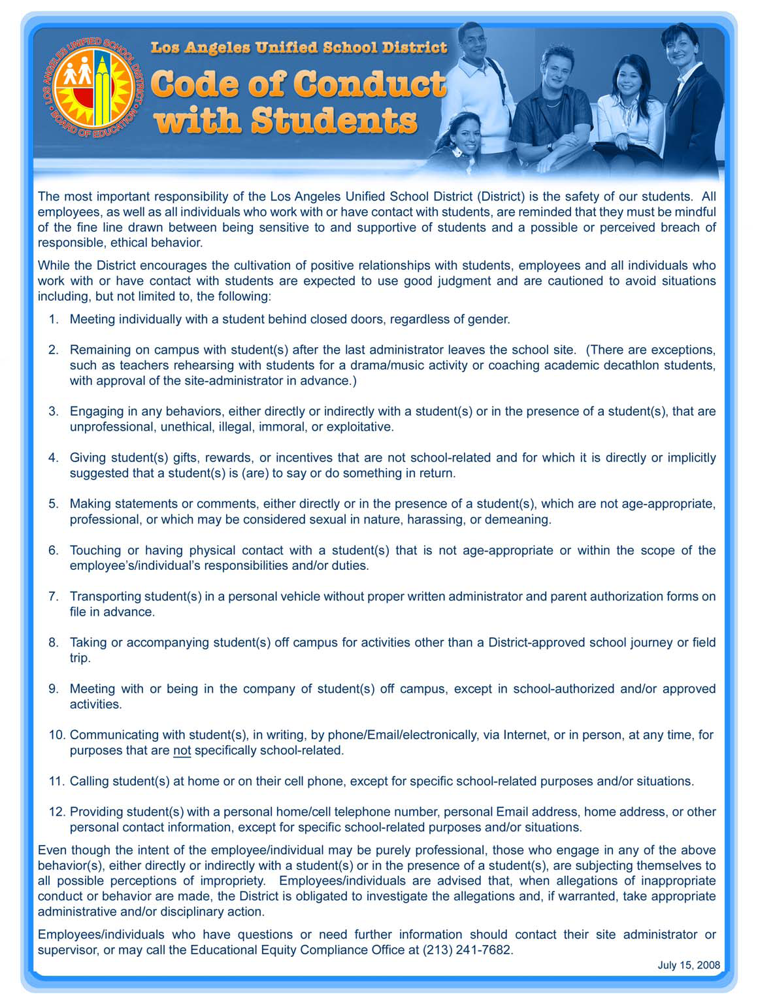 LOS ANGELES UNIFIED SCHOOL DISTRICT
BOARD OF EDUCATION
Los Angeles Unified School District
Code of Conduct
with Students
The most important responsibility of the Los Angeles Unified School District (District) is the safety of our students.  All
employees, as well as all individuals who work with or have contact with students, are reminded that they must be mindful
of the fine line drawn between being sensitive to and supportive of students and a possible or perceived breach of
responsible, ethical behavior.
While the District encourages the cultivation of positive relationships with students, employees and all individuals who
work with or have contact with students are expected to use good judgment and are cautioned to avoid situations
including, but not limited to, the following:
1. Meeting individually with a student behind closed doors, regardless of gender.
2. Remaining on campus with student(s) after the last administrator leaves the school site.  (There are exceptions,
such as teachers rehearsing with students for a drama/music activity or coaching academic decathlon students,
with approval of the site-administrator in advance.)
3. Engaging in any behaviors, either directly or indirectly with a student(s) or in the presence of a student(s), that are
unprofessional, unethical, illegal, immoral, or exploitative.
4. Giving student(s) gifts, rewards, or incentives that are not school-related and for which it is directly or implicitly
suggested that a student(s) is (are) to say or do something in return.
5. Making statements or comments, either directly or in the presence of a student(s), which are not age-appropriate,
professional, or which may be considered sexual in nature, harassing, or demeaning.
6. Touching or having physical contact with a student(s) that is not age-appropriate or within the scope of the
employee's/individual's responsibilities and/or duties.
7. Transporting student(s) in a personal vehicle without proper written administrator and parent authorization forms on
file in advance.
8. Taking or accompanying student(s) off campus for activities other than a District-approved school journey or field
trip.
9. Meeting with or being in the company of student(s) off campus, except in school-authorized and/or approved
activities.
10. Communicating with student(s), in writing, by phone/Email/electronically, via Internet, or in person, at any time, for
purposes that are not specifically school-related.
11. Calling student(s) at home or on their cell phone, except for specific school-related purposes and/or situations.
12. Providing student(s) with a personal home/cell telephone number, personal Email address, home address, or other
personal contact information, except for specific school-related purposes and/or situations.
Even though the intent of the employee/individual may be purely professional, those who engage in any of the above
behavior(s), either directly or indirectly with a student(s) or in the presence of a student(s), are subjecting themselves to
all possible perceptions of impropriety.  Employees/individuals are advised that, when allegations of inappropriate
conduct or behavior are made, the District is obligated to investigate the allegations and, if warranted, take appropriate
administrative and/or disciplinary action.
Employees/individuals who have questions or need further information should contact their site administrator or
supervisor, or may call the Educational Equity Compliance Office at (213) 241-7682.
July 15, 2008